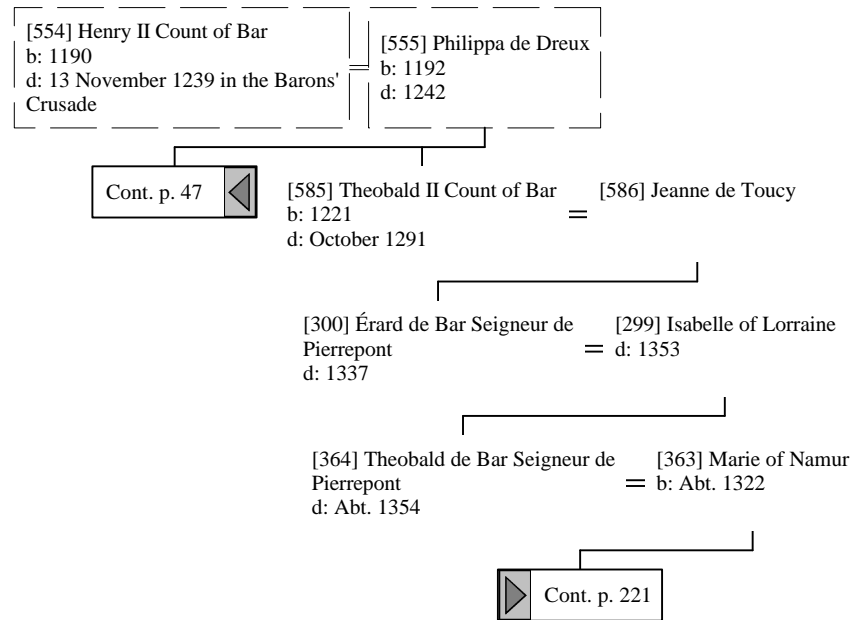 [554] Henry II Count of Bar
b: 1190
d: 13 November 1239 in the Barons'
Crusade
=
[555] Philippa de Dreux
b: 1192
d: 1242
Cont. p. 47
[585] Theobald II Count of Bar
b: 1221
d: October 1291
=
[586] Jeanne de Toucy
[300] Érard de Bar Seigneur de
Pierrepont
d: 1337
=
[299] Isabelle of Lorraine
d: 1353
[364] Theobald de Bar Seigneur de
Pierrepont
d: Abt. 1354
=
[363] Marie of Namur
b: Abt. 1322
Cont. p. 221